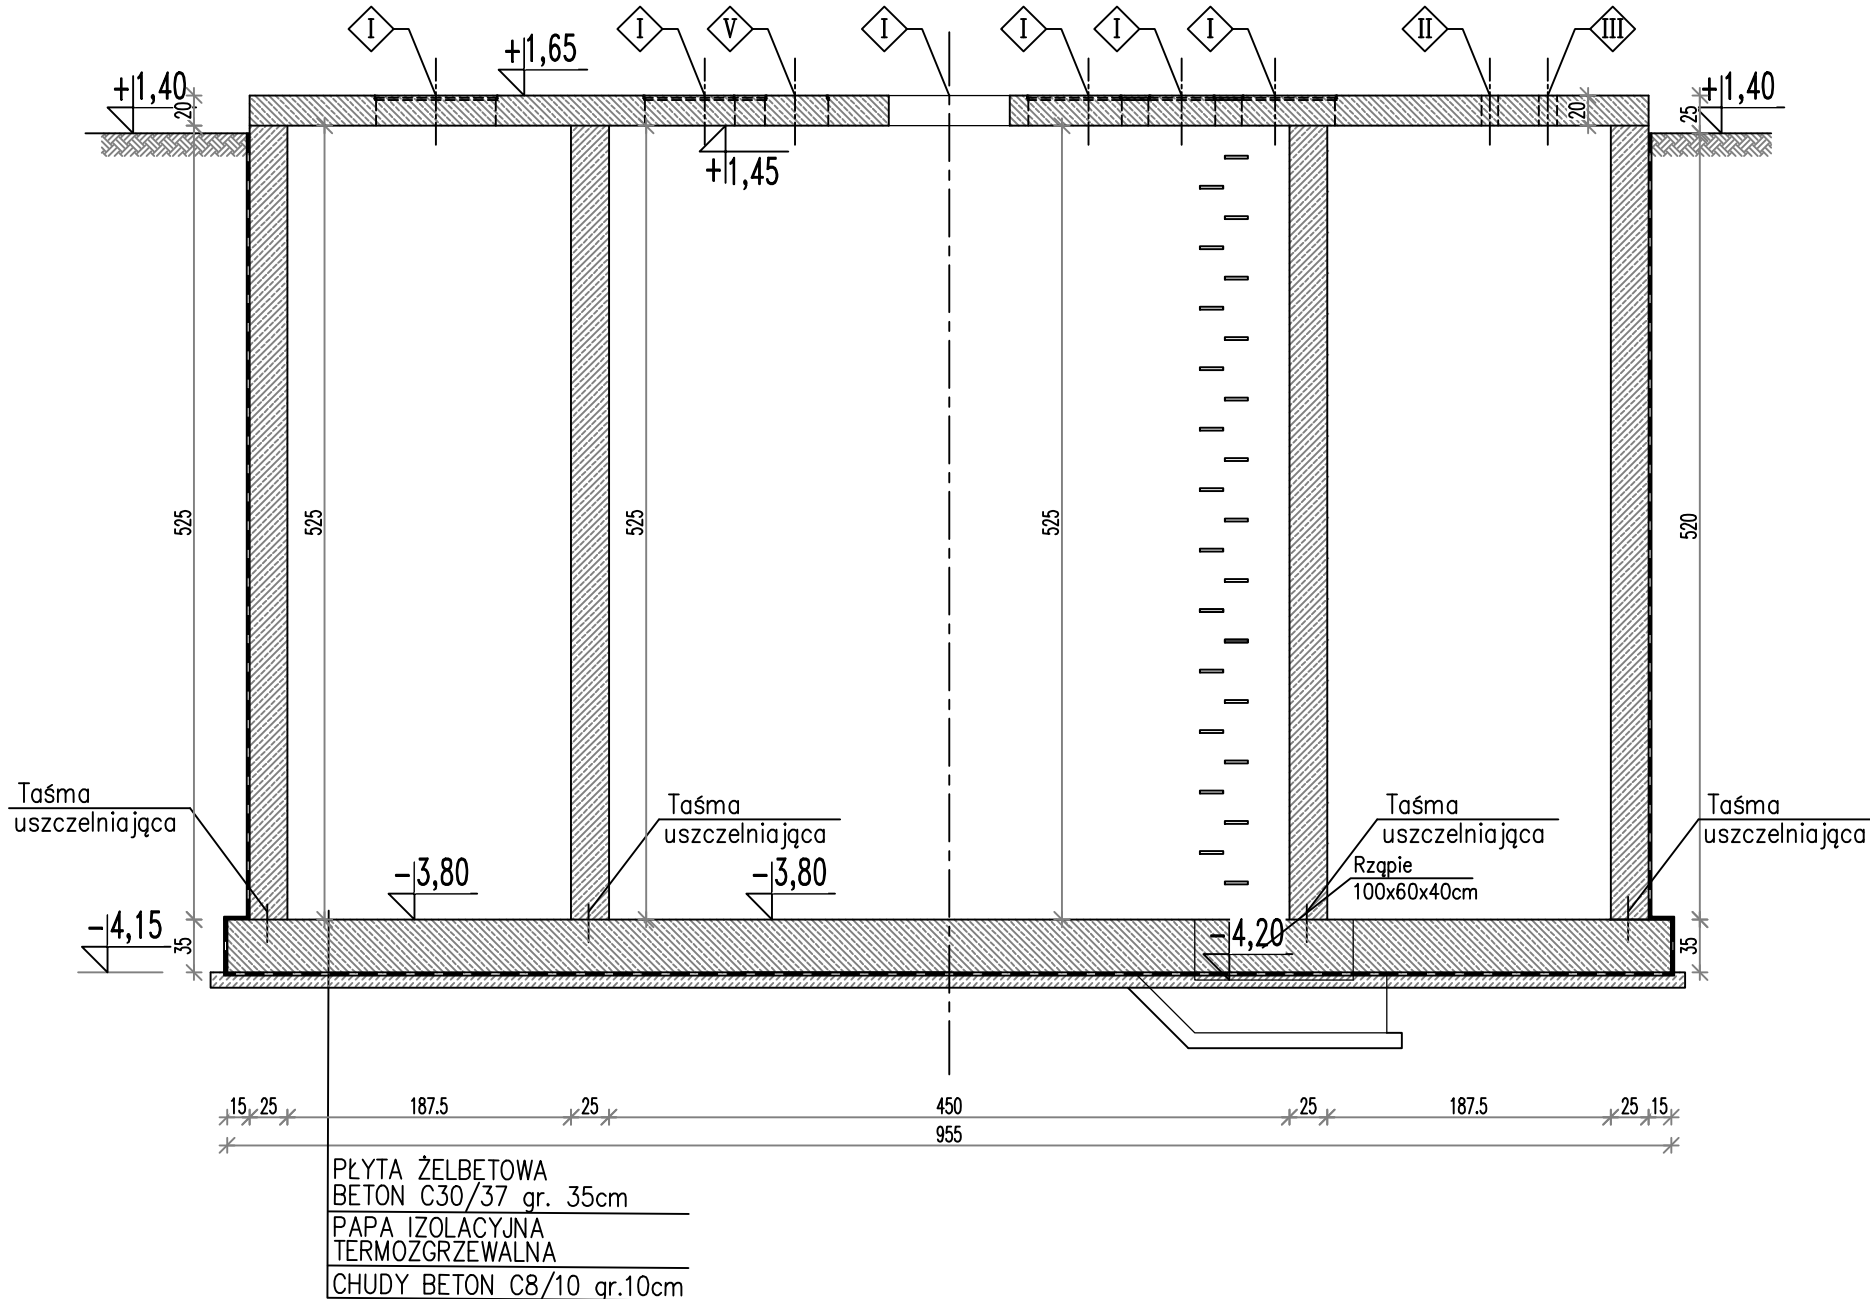 I
I
V
I
I
I
I
II
III
+1,65
+1,40
+1,40
20
20
25
+1,45
525
525
525
525
520
Taśma
uszczelniająca
Taśma
uszczelniająca
Taśma
uszczelniająca
Taśma
uszczelniająca
Rząpie
100x60x40cm
-3,80
-3,80
-4,15
-4,20
35
35
15
25
187.5
25
450
25
187.5
25
15
955
PŁYTA ŻELBETOWA
BETON C30/37 gr. 35cm
PAPA IZOLACYJNA
TERMOZGRZEWALNA
CHUDY BETON C8/10 gr.10cm